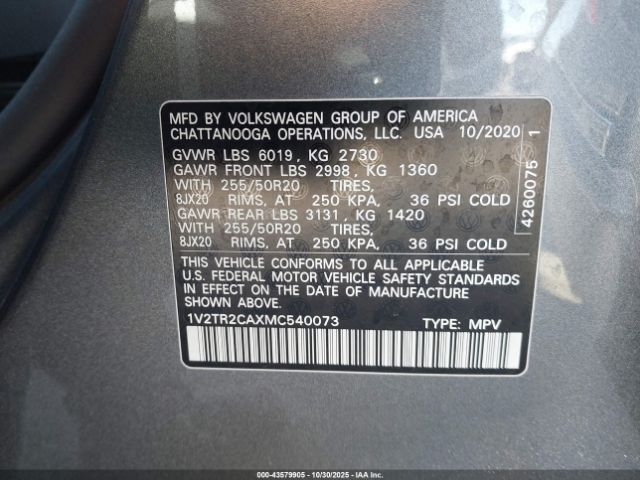 MFD BY VOLKSWAGEN GROUP OF AMERICA
CHATTANOOGA OPERATIONS, LLC. USA 10/2020
GVWR LBS 6019, KG 2730
GAWR FRONT LBS 2998, KG 1360
WITH 255/50R20 TIRES,
8JX20 RIMS, AT 250 KPA, 36 PSI COLD
GAWR REAR LBS 3131, KG 1420
WITH 255/50R20 TIRES,
8JX20 RIMS, AT 250 KPA, 36 PSI COLD
THIS VEHICLE CONFORMS TO ALL APPLICABLE
U.S. FEDERAL MOTOR VEHICLE SAFETY STANDARDS
IN EFFECT ON THE DATE OF MANUFACTURE
SHOWN ABOVE.
1V2TR2CAXMC540073 TYPE: MPV
4260075 1
000-43579905 - 10/30/2025 - IAAI.COM